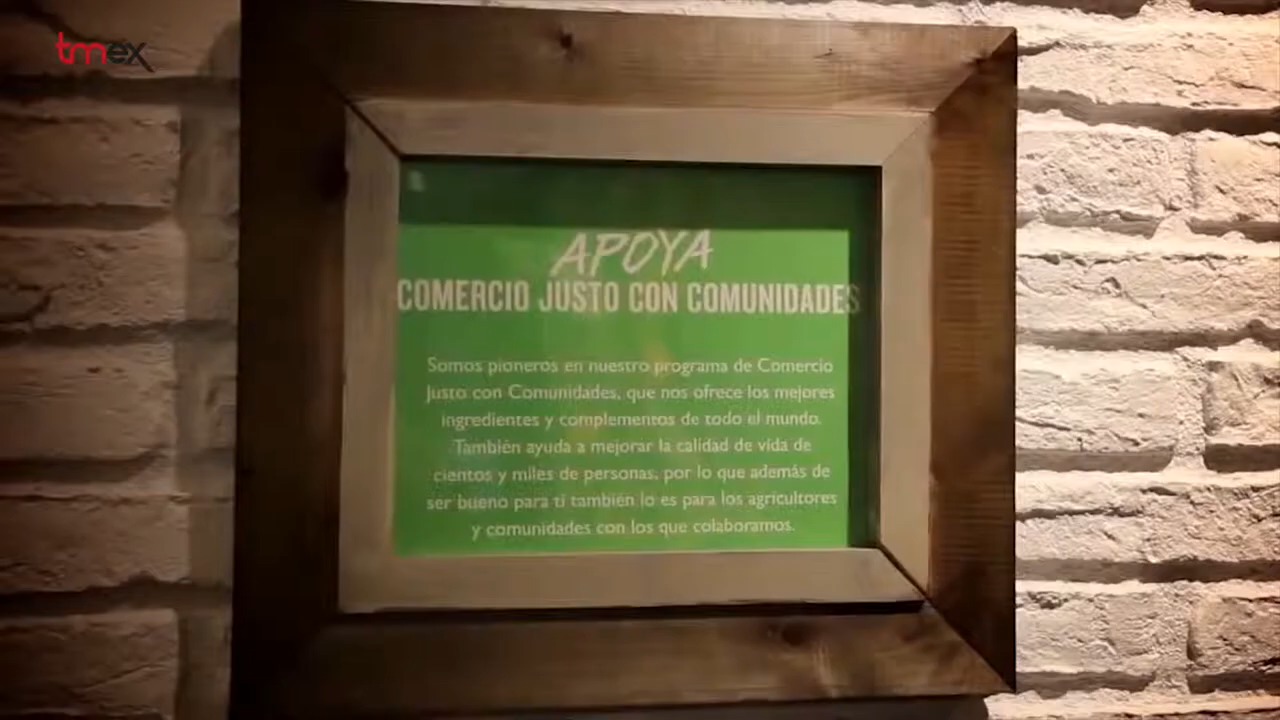 tmex
APOYA
COMERCIO JUSTO CON COMUNIDADES
Somos pioneros en nuestro programa de Comercio
Justo con Comunidades, que nos ofrece los mejores
ingredientes y complementos de todo el mundo.
También ayuda a mejorar la calidad de vida de
cientos y miles de personas, por lo que además de
ser bueno para ti también lo es para los agricultores
y comunidades con los que colaboramos.